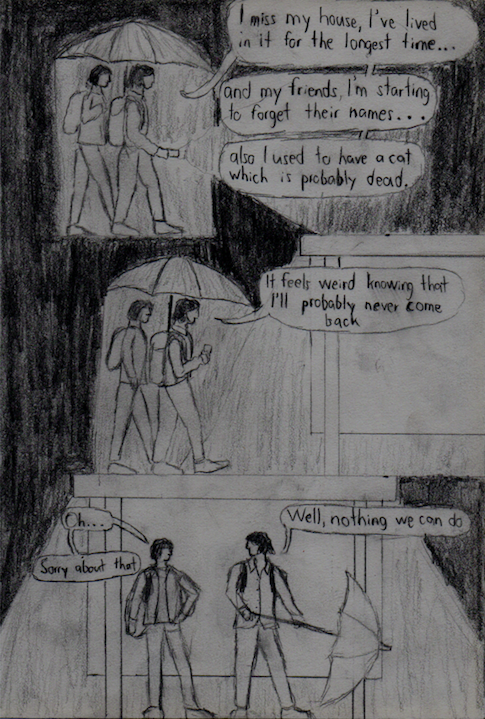 I miss my house, I've lived
in it for the longest time...
and my friends, I'm starting
to forget their names...
also I used to have a cat
which is probably dead.
It feels weird knowing that
I'll probably never come
back
Oh...
Sorry about that
Well, nothing we can do